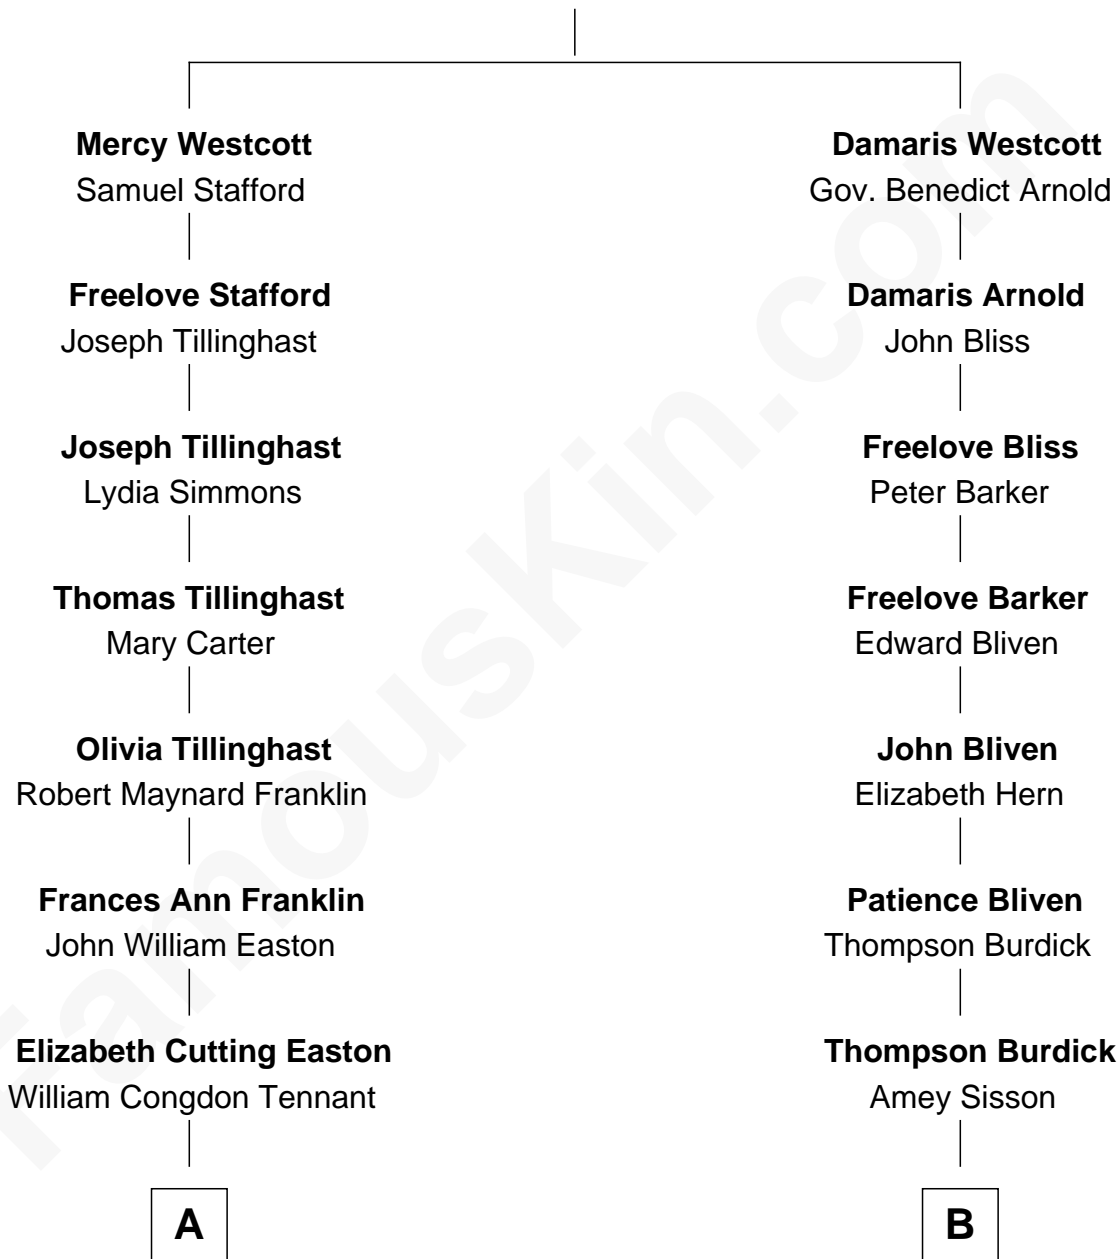 Mercy Westcott
Samuel Stafford
Freelove Stafford
Joseph Tillinghast
Joseph Tillinghast
Lydia Simmons
Thomas Tillinghast
Mary Carter
Olivia Tillinghast
Robert Maynard Franklin
Frances Ann Franklin
John William Easton
Elizabeth Cutting Easton
William Congdon Tennant
A
Damaris Westcott
Gov. Benedict Arnold
Damaris Arnold
John Bliss
Freelove Bliss
Peter Barker
Freelove Barker
Edward Bliven
John Bliven
Elizabeth Hern
Patience Bliven
Thompson Burdick
Thompson Burdick
Amey Sisson
B
FamousKin.com